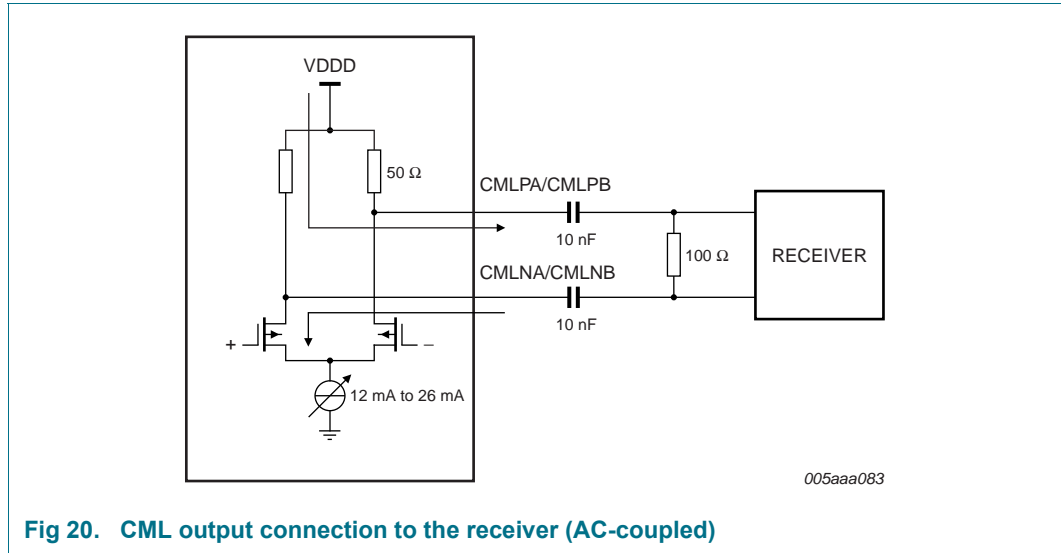 VDDD
50 Ω
CMLPA/CMLPB
10 nF
100 Ω
RECEIVER
CMLNA/CMLNB
10 nF
+
−
12 mA to 26 mA
005aaa083
Fig 20. CML output connection to the receiver (AC-coupled)